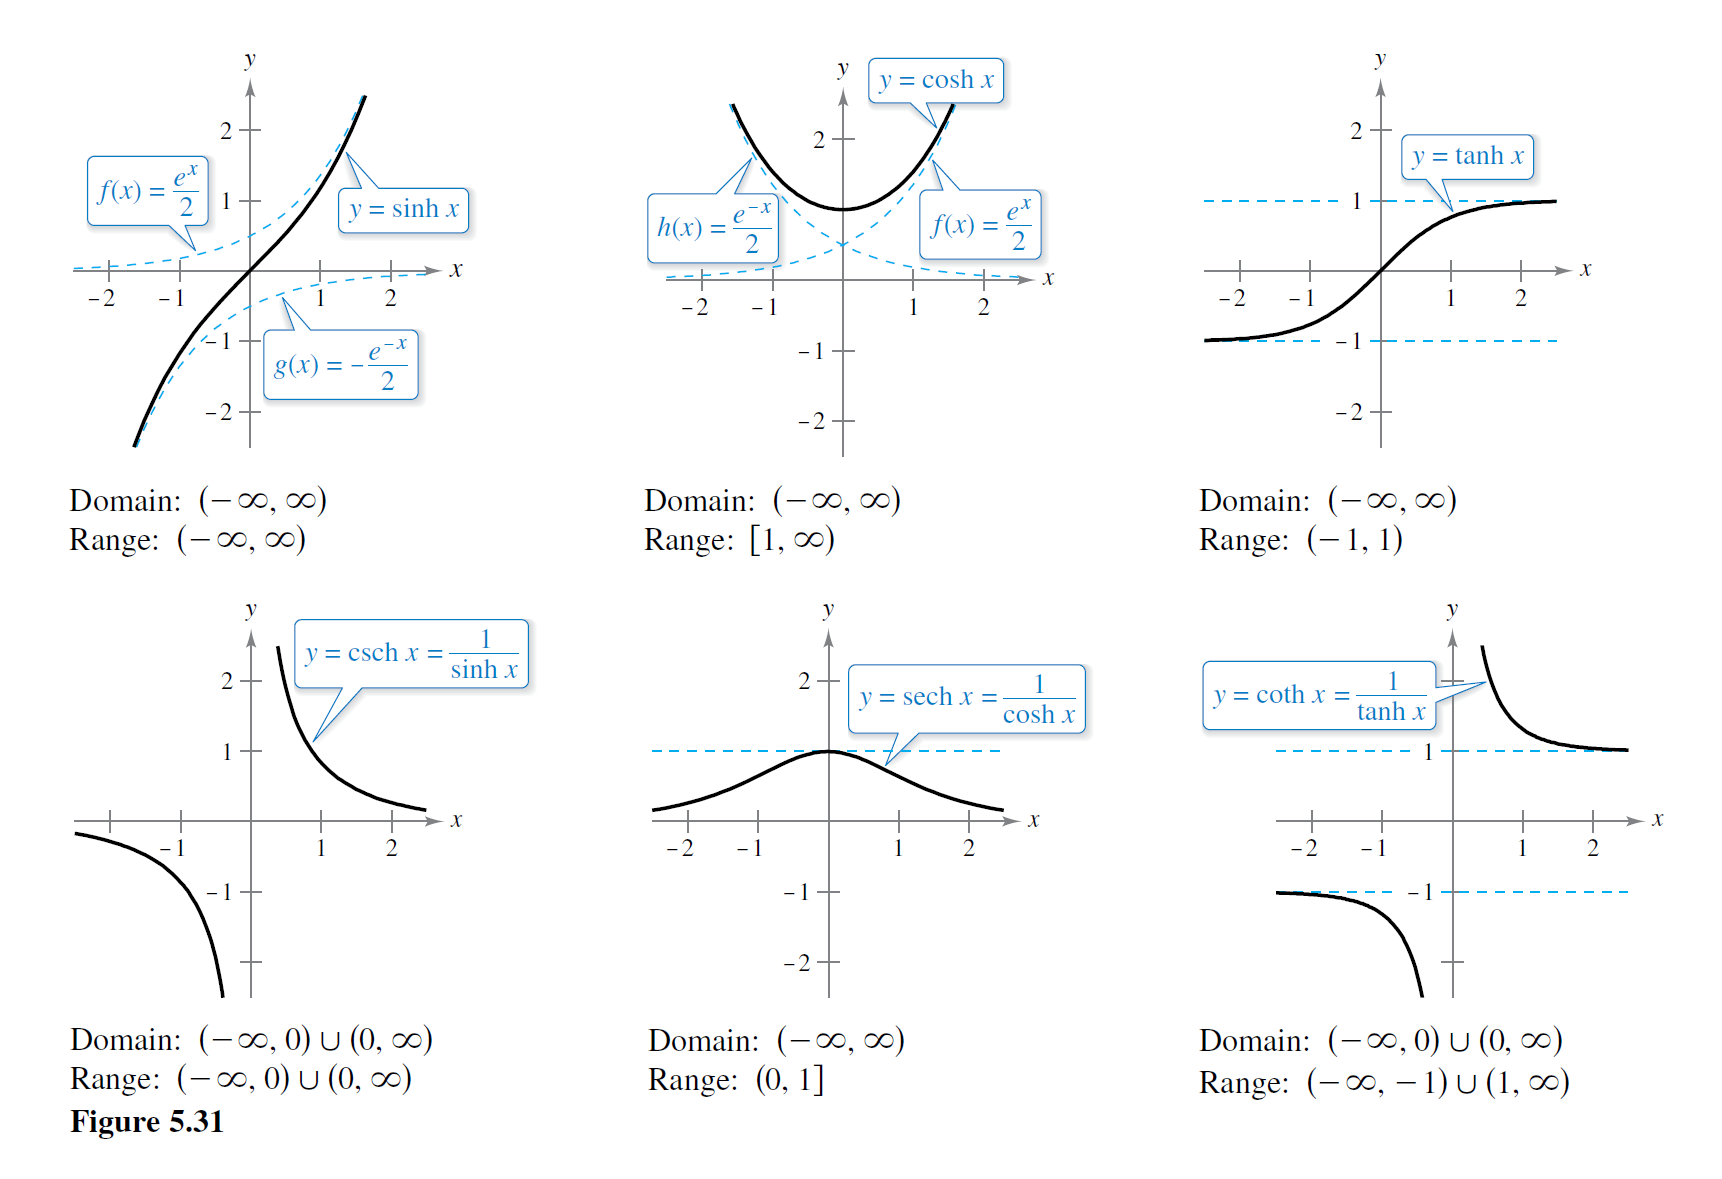 y
2
1
-2 -1 1 2 x
-1
-2
f(x) = e^x/2
y = sinh x
g(x) = -e^-x/2
Domain: (-∞, ∞)
Range: (-∞, ∞)
y
y = cosh x
2
h(x) = e^-x/2
f(x) = e^x/2
-2 -1 1 2 x
-1
-2
Domain: (-∞, ∞)
Range: [1, ∞)
y
2
y = tanh x
1
-2 -1 1 2 x
-1
-2
Domain: (-∞, ∞)
Range: (-1, 1)
y
y = csch x = 1/sinh x
2
1
-1 1 2 x
-1
Domain: (-∞, 0) ∪ (0, ∞)
Range: (-∞, 0) ∪ (0, ∞)
y
2
y = sech x = 1/cosh x
-2 -1 1 2 x
-1
-2
Domain: (-∞, ∞)
Range: (0, 1]
y
y = coth x = 1/tanh x
1
-2 -1 1 2 x
-1
Domain: (-∞, 0) ∪ (0, ∞)
Range: (-∞, -1) ∪ (1, ∞)
Figure 5.31